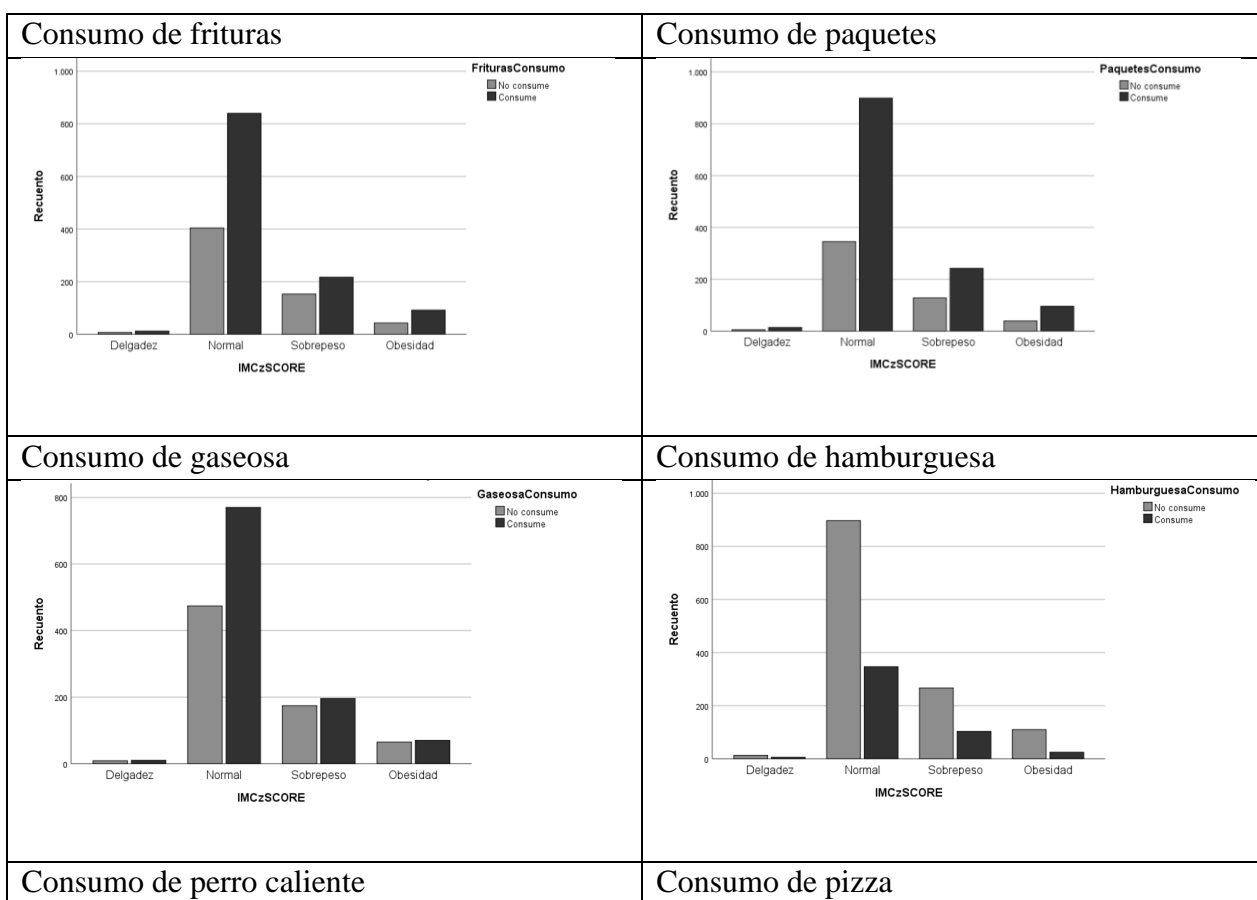 Consumo de frituras
Consumo de paquetes
FriturasConsumo
No consume
Consume
1.000
800
600
400
200
0
Recuento
Delgadez Normal Sobrepeso Obesidad
IMCzSCORE
PaquetesConsumo
No consume
Consume
1.000
800
600
400
200
0
Recuento
Delgadez Normal Sobrepeso Obesidad
IMCzSCORE
Consumo de gaseosa
Consumo de hamburguesa
GaseosaConsumo
No consume
Consume
800
600
400
200
0
Recuento
Delgadez Normal Sobrepeso Obesidad
IMCzSCORE
HamburguesaConsumo
No consume
Consume
1.000
800
600
400
200
0
Recuento
Delgadez Normal Sobrepeso Obesidad
IMCzSCORE
Consumo de perro caliente
Consumo de pizza